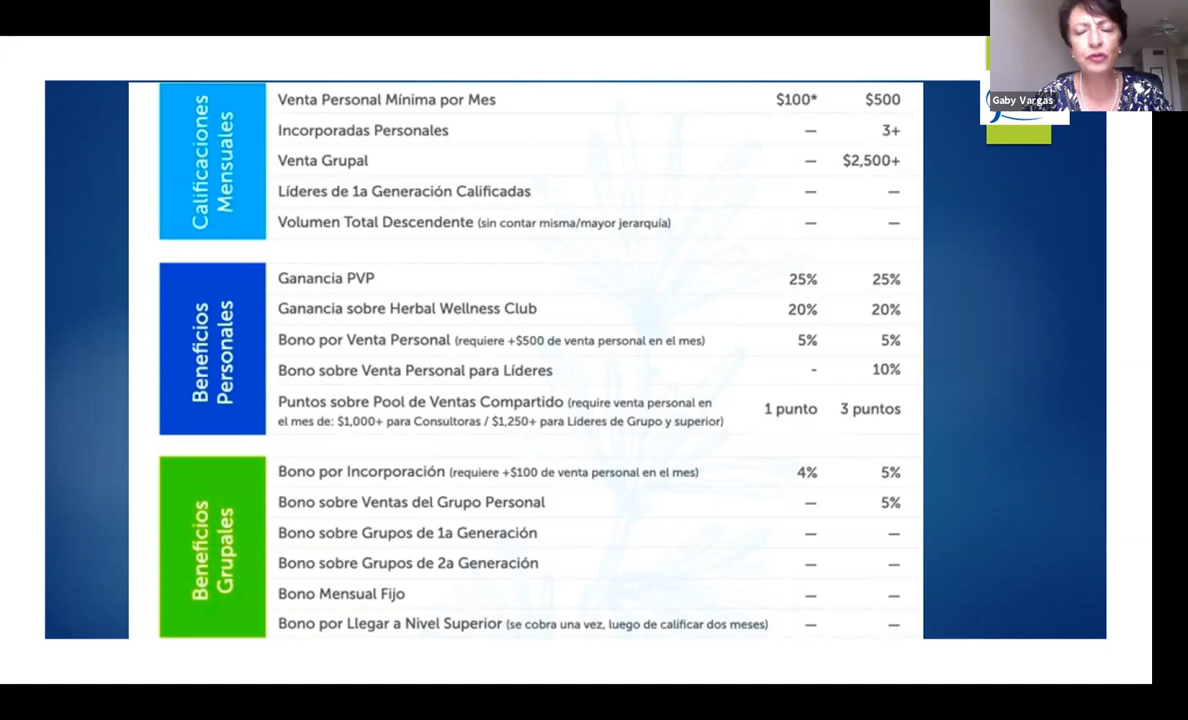 Gaby Vargas
Calificaciones
Mensuales
Venta Personal Mínima por Mes $100* $500
Incorporadas Personales — 3+
Venta Grupal — $2,500+
Líderes de 1a Generación Calificadas — —
Volumen Total Descendente (sin contar misma/mayor jerarquía) — —
Beneficios
Personales
Ganancia PVP 25% 25%
Ganancia sobre Herbal Wellness Club 20% 20%
Bono por Venta Personal (requiere +$500 de venta personal en el mes) 5% 5%
Bono sobre Venta Personal para Líderes - 10%
Puntos sobre Pool de Ventas Compartido (require venta personal en 1 punto 3 puntos
el mes de: $1,000+ para Consultoras / $1,250+ para Líderes de Grupo y superior)
Beneficios
Grupales
Bono por Incorporación (requiere +$100 de venta personal en el mes) 4% 5%
Bono sobre Ventas del Grupo Personal — 5%
Bono sobre Grupos de 1a Generación — —
Bono sobre Grupos de 2a Generación — —
Bono Mensual Fijo — —
Bono por Llegar a Nivel Superior (se cobra una vez, luego de calificar dos meses) — —